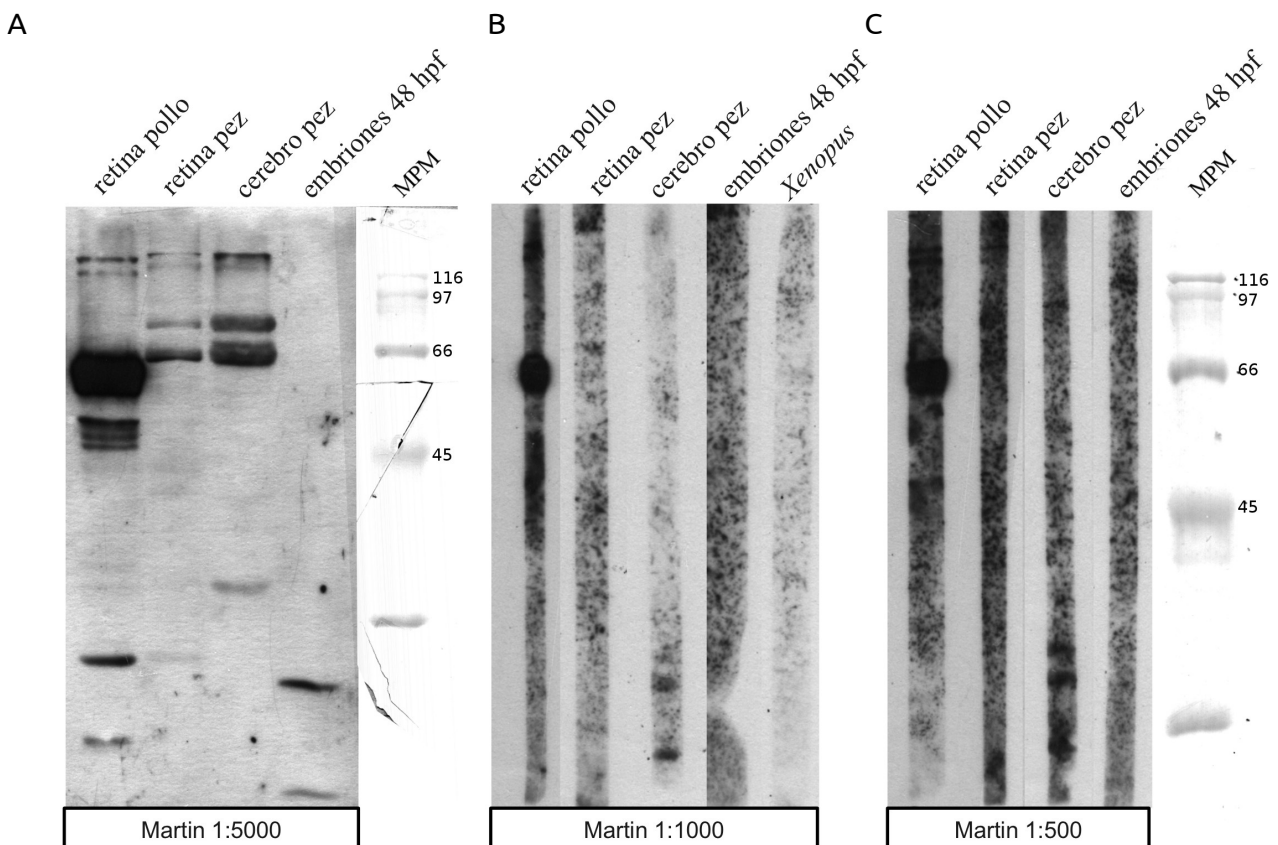 A
retina pollo
retina pez
cerebro pez
embriones 48 hpf
MPM
116
97
66
45
Martin 1:5000
B
retina pollo
retina pez
cerebro pez
embriones 48 hpf
Xenopus
Martin 1:1000
C
retina pollo
retina pez
cerebro pez
embriones 48 hpf
MPM
116
97
66
45
Martin 1:500